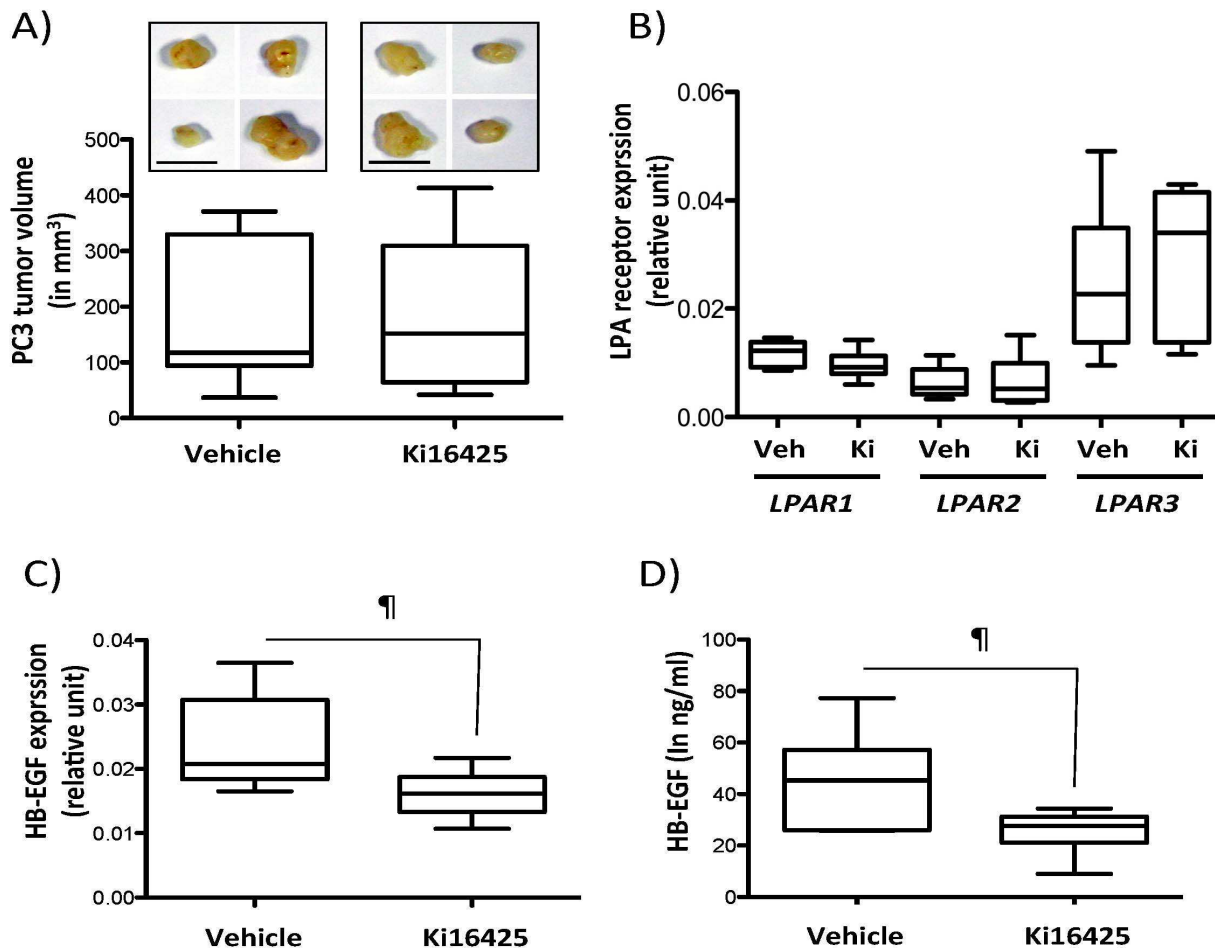 A)
PC3 tumor volume
(in mm³)
500
400
300
200
100
0
Vehicle
Ki16425
B)
LPA receptor exprssion
(relative unit)
0.06
0.04
0.02
0.00
Veh
Ki
Veh
Ki
Veh
Ki
LPAR1
LPAR2
LPAR3
C)
¶
HB-EGF exprssion
(relative unit)
0.04
0.03
0.02
0.01
0.00
Vehicle
Ki16425
D)
¶
HB-EGF (In ng/ml)
100
80
60
40
20
0
Vehicle
Ki16425